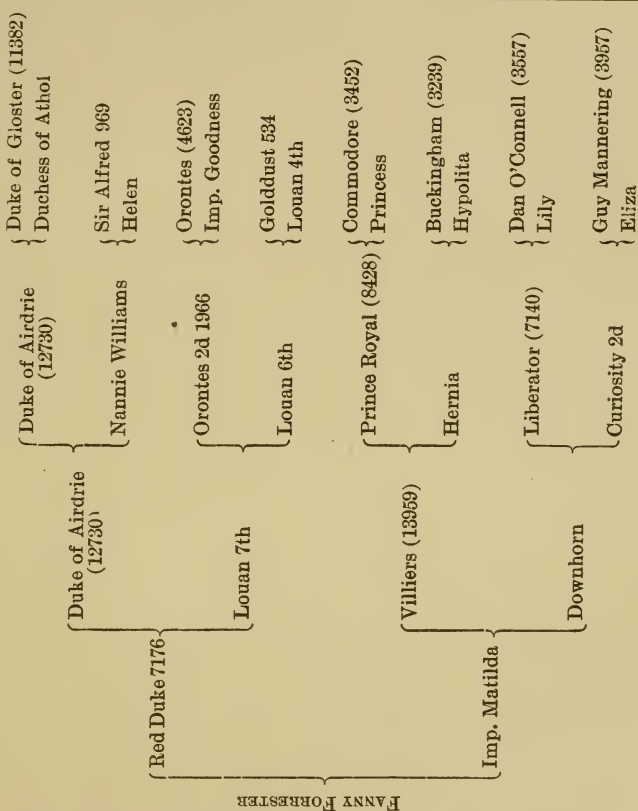 FANNY FORRESTER
Red Duke 7176
Imp. Matilda
Duke of Airdrie
(12730)
Louan 7th
Villiers (13959)
Downhorn
Duke of Airdrie
(12730)
Nannie Williams
Orontes 2d 1966
Louan 6th
Prince Royal (8428)
Hernia
Liberator (7140)
Curiosity 2d
Duke of Gloster (11382)
Duchess of Athol
Sir Alfred 969
Helen
Orontes (4623)
Imp. Goodness
Golddust 534
Louan 4th
Commodore (3452)
Princess
Buckingham (3239)
Hypolita
Dan O'Connell (3557)
Lily
Guy Mannering (3957)
Eliza